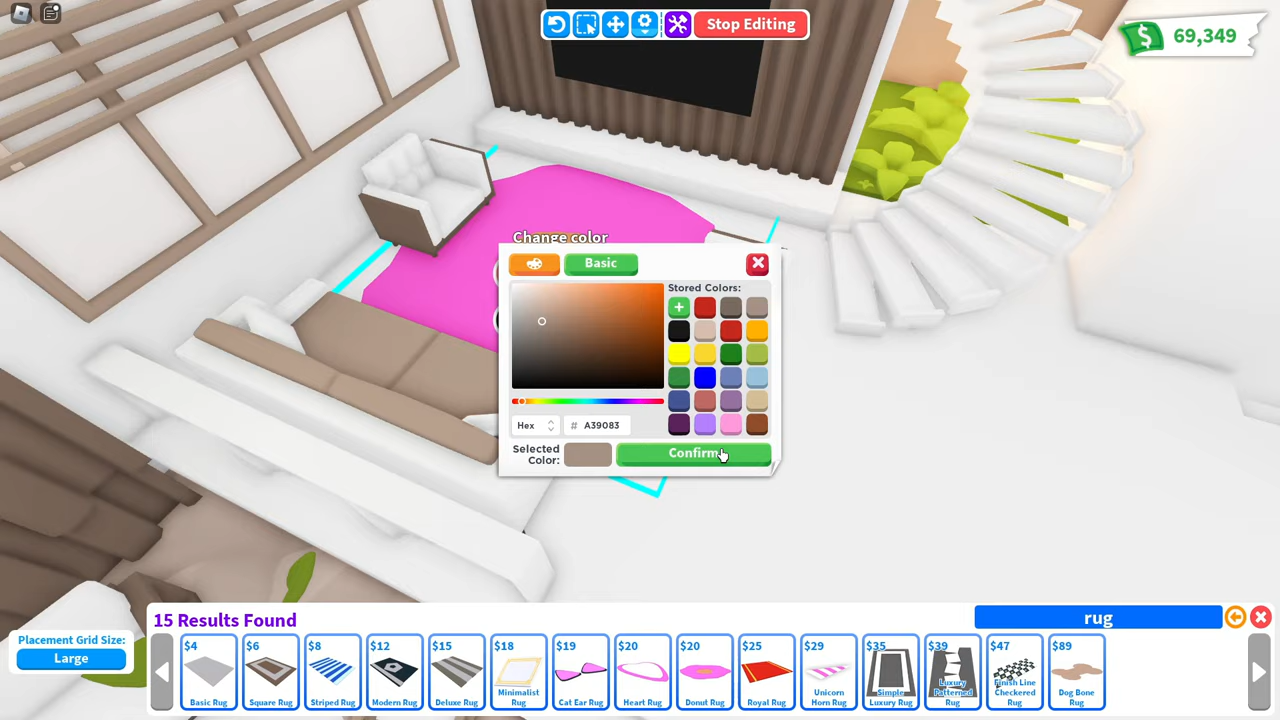 Stop Editing
69,349
Change color
Basic
Stored Colors:
Hex
# A39083
Selected
Color:
Confirm
15 Results Found
rug
Placement Grid Size:
Large
$4
Basic Rug
$6
Square Rug
$8
Striped Rug
$12
Modern Rug
$15
Deluxe Rug
$18
Minimalist
Rug
$19
Cat Ear Rug
$20
Heart Rug
$20
Donut Rug
$25
Royal Rug
$29
Unicorn
Horn Rug
$35
Simple
Luxury Rug
$39
Luxury
Patterned
Rug
$47
Finish Line
Checkered
Rug
$89
Dog Bone
Rug